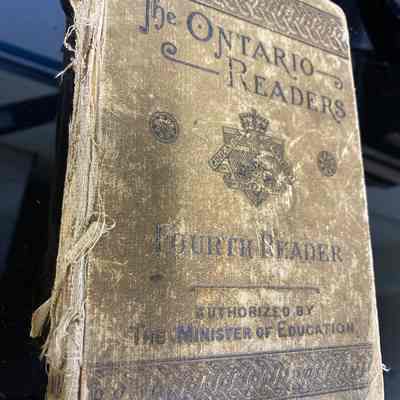 The ONTARIO
READERS
FOURTH READER
AUTHORIZED BY
THE MINISTER OF EDUCATION